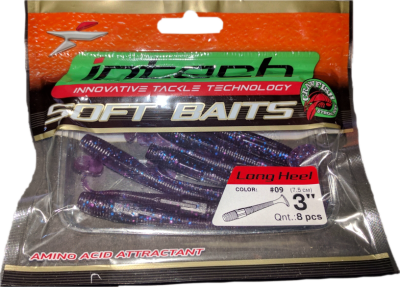 intech
INNOVATIVE TACKLE TECHNOLOGY
SOFT BAITS
Long Heel
COLOR: #09 (7,5 см)
3"
Qnt.: 8 pcs
AMINO ACID ATTRACTANT